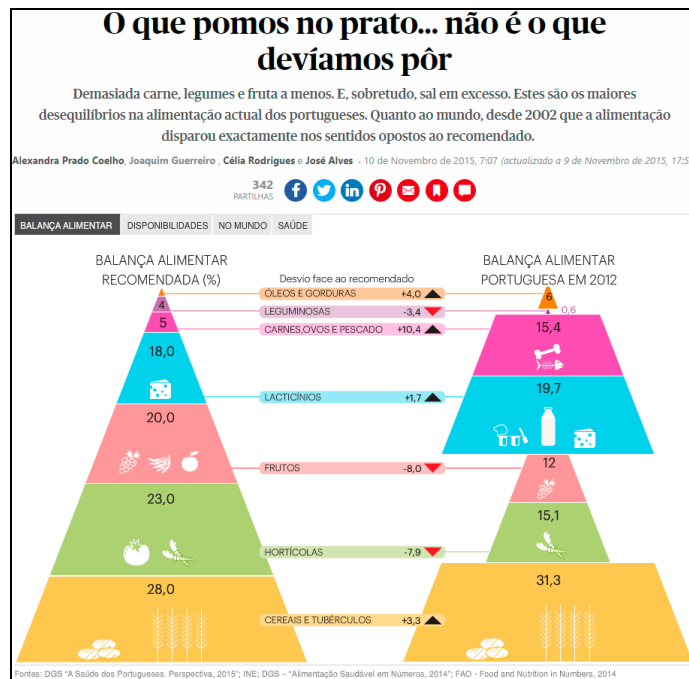 O que pomos no prato... não é o que
devíamos pôr
Demasiada carne, legumes e fruta a menos. E, sobretudo, sal em excesso. Estes são os maiores
desequilíbrios na alimentação actual dos portugueses. Quanto ao mundo, desde 2002 que a alimentação
disparou exactamente nos sentidos opostos ao recomendado.
Alexandra Prado Coelho, Joaquim Guerreiro , Célia Rodrigues e José Alves · 10 de Novembro de 2015, 7:07 (actualizado a 9 de Novembro de 2015, 17:5
342
PARTILHAS
BALANÇA ALIMENTAR DISPONIBILIDADES NO MUNDO SAÚDE
BALANÇA ALIMENTAR
RECOMENDADA (%)
Desvio face ao recomendado
BALANÇA ALIMENTAR
PORTUGUESA EM 2012
ÓLEOS E GORDURAS +4,0 6
4 LEGUMINOSAS -3,4 0,6
5 CARNES,OVOS E PESCADO +10,4 15,4
18,0 LACTICÍNIOS +1,7 19,7
20,0 FRUTOS -8,0 12
23,0 HORTÍCOLAS -7,9 15,1
28,0 CEREAIS E TUBÉRCULOS +3,3 31,3
Fontes: DGS "A Saúde dos Portugueses. Perspectiva, 2015"; INE; DGS – "Alimentação Saudável em Números, 2014"; FAO - Food and Nutrition in Numbers, 2014